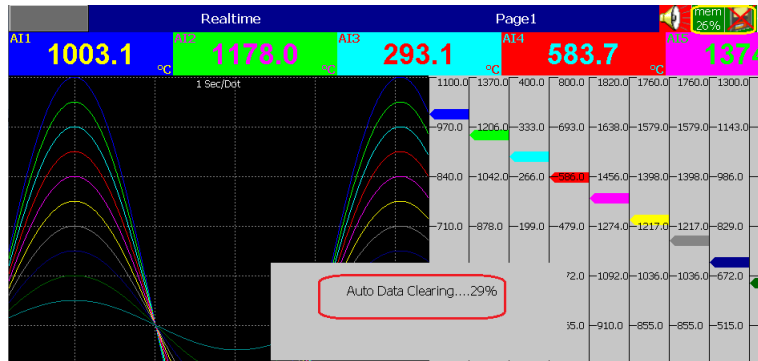 Realtime Page1 mem
26%
AI1 AI2 AI3 AI4 AI5
1003.1 1178.0 293.1 583.7 1374
°C °C °C °C
1 Sec/Dot
1100.0 1370.0 400.0 800.0 1820.0 1760.0 1760.0 1300.0
970.0 1206.0 333.0 693.0 1638.0 1579.0 1579.0 1143.0
840.0 1042.0 266.0 586.0 1456.0 1398.0 1398.0 986.0
710.0 878.0 199.0 479.0 1274.0 1217.0 1217.0 829.0
72.0 1092.0 1036.0 1036.0 672.0
Auto Data Clearing....29%
910.0 855.0 855.0 515.0